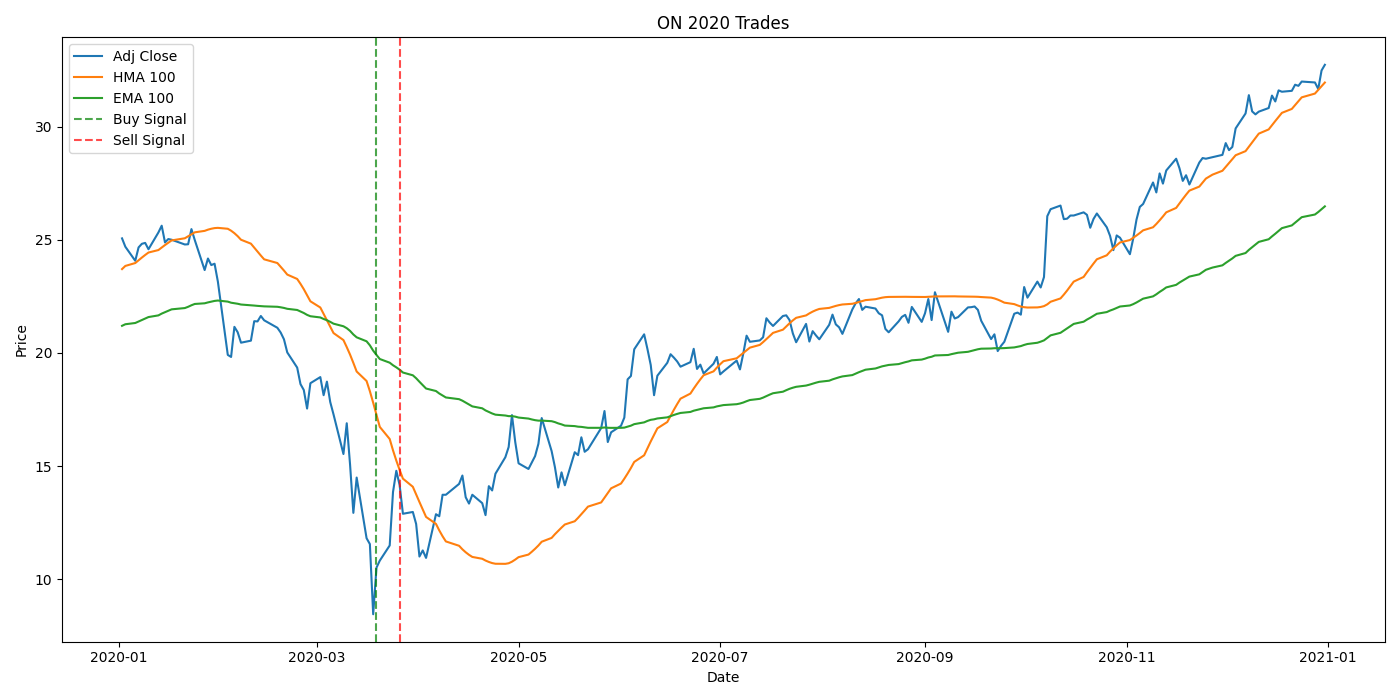 ON 2020 Trades
Adj Close
HMA 100
EMA 100
Buy Signal
Sell Signal
Price
30
25
20
15
10
2020-01
2020-03
2020-05
2020-07
2020-09
2020-11
2021-01
Date